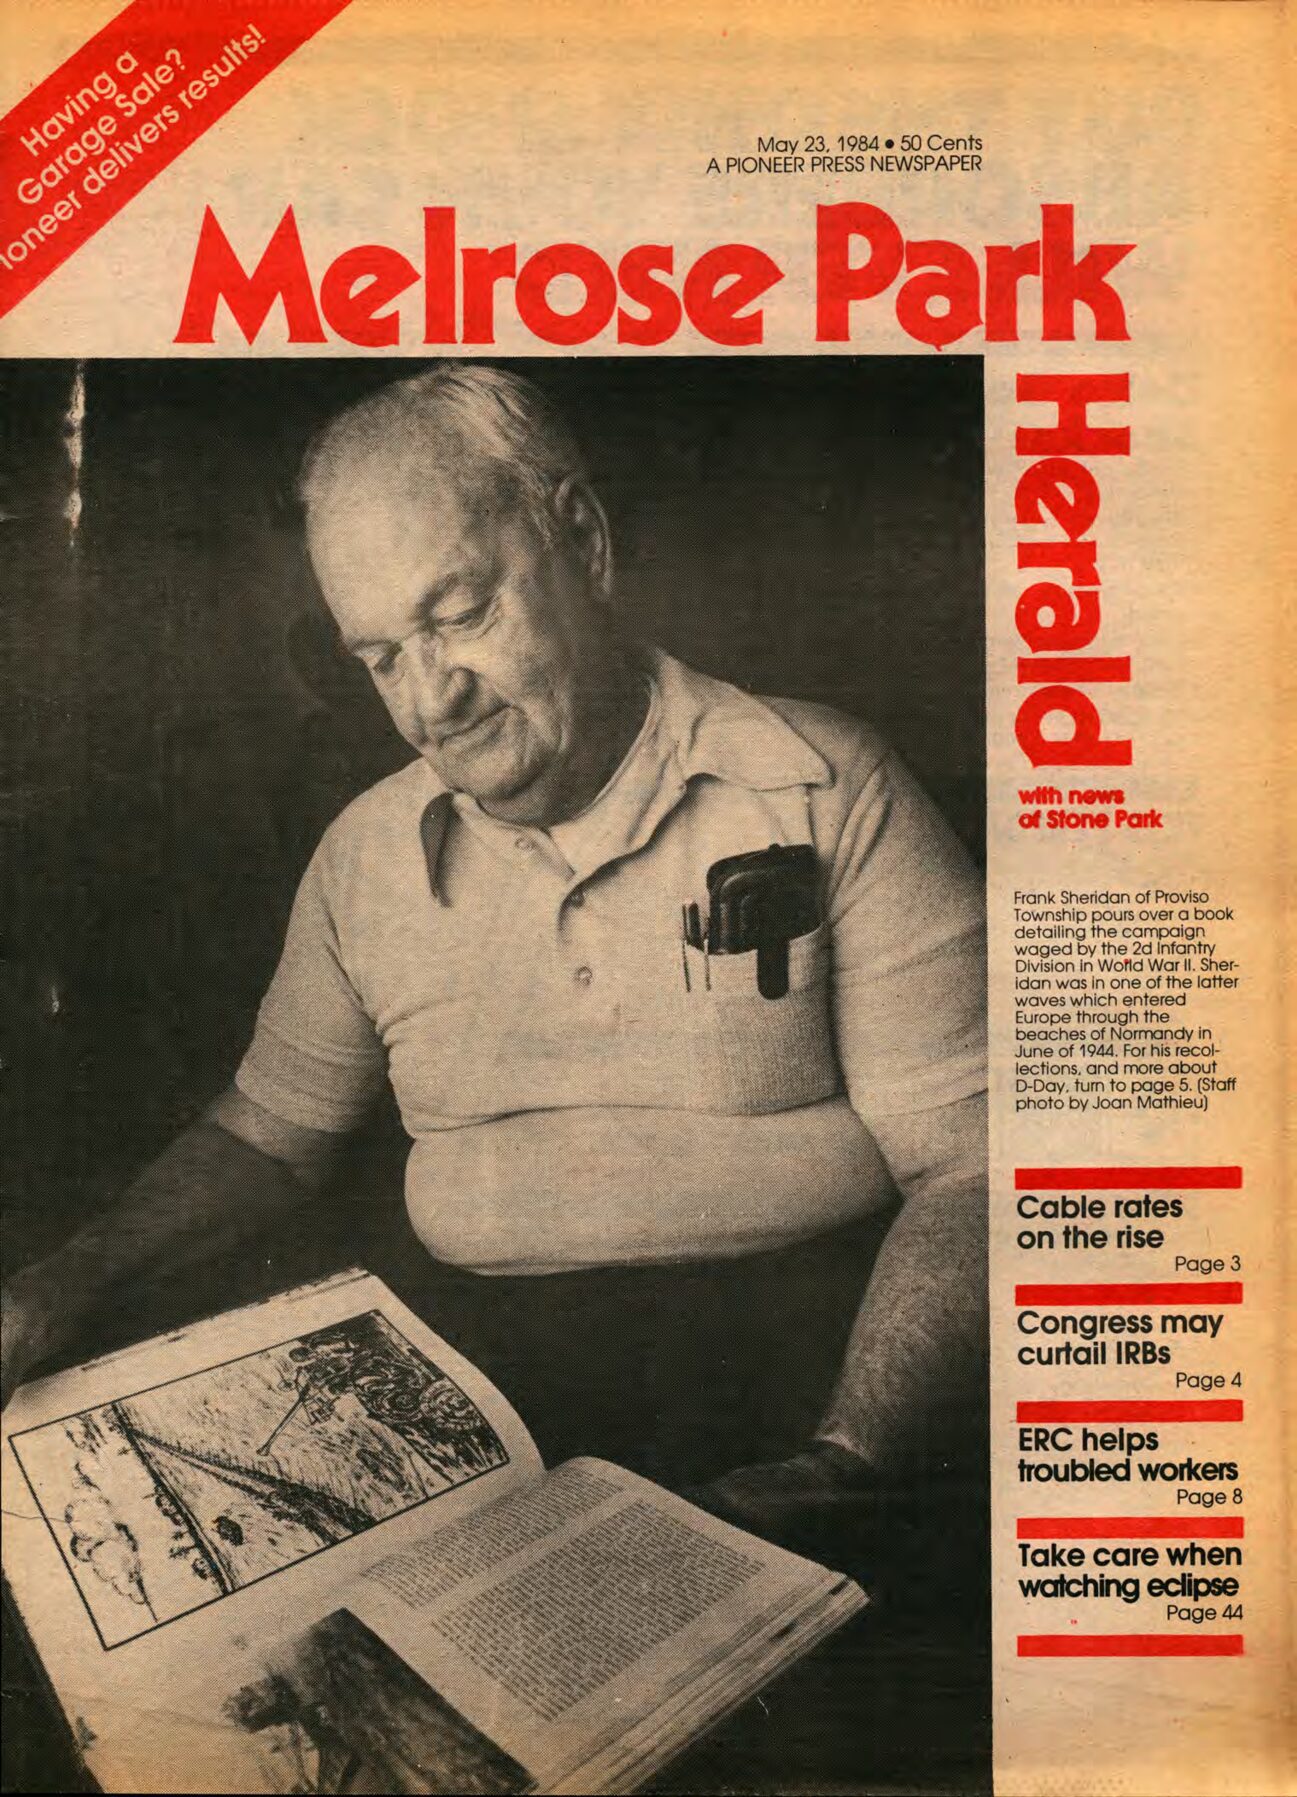 Having a
Garage Sale?
ioneer delivers results!
May 23, 1984 • 50 Cents
A PIONEER PRESS NEWSPAPER
Melrose Park
Herald
with news
of Stone Park
Frank Sheridan of Proviso
Township pours over a book
detailing the campaign
waged by the 2d Infantry
Division in World War II. Sher-
idan was in one of the latter
waves which entered
Europe through the
beaches of Normandy in
June of 1944. For his recol-
lections, and more about
D-Day, turn to page 5. (Staff
photo by Joan Mathieu)
Cable rates
on the rise
Page 3
Congress may
curtail IRBs
Page 4
ERC helps
troubled workers
Page 8
Take care when
watching eclipse
Page 44